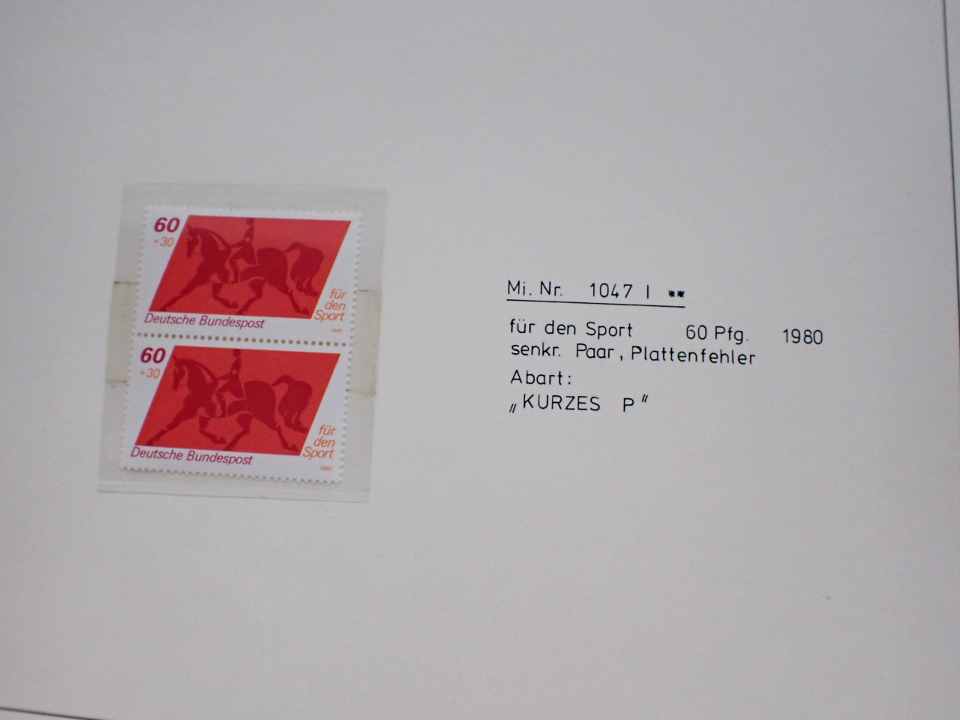 60
+30
für
den
Sport
Deutsche Bundespost
60
+30
für
den
Sport
Deutsche Bundespost
Mi. Nr. 1047 I **
für den Sport 60 Pfg. 1980
senkr. Paar, Plattenfehler
Abart:
„KURZES P"